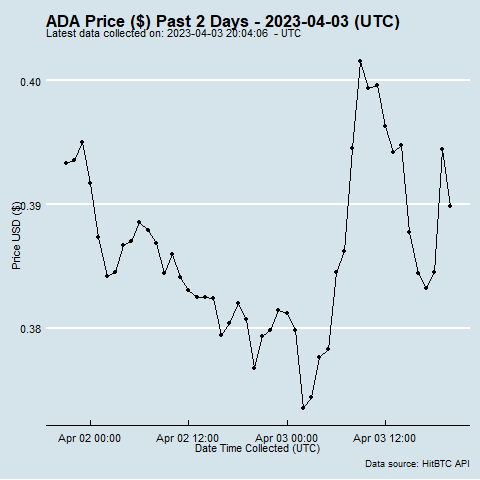 ADA Price ($) Past 2 Days - 2023-04-03 (UTC)
Latest data collected on: 2023-04-03 20:04:06 - UTC
0.40
0.39
0.38
Price USD ($)
Apr 02 00:00 Apr 02 12:00 Apr 03 00:00 Apr 03 12:00
Date Time Collected (UTC)
Data source: HitBTC API